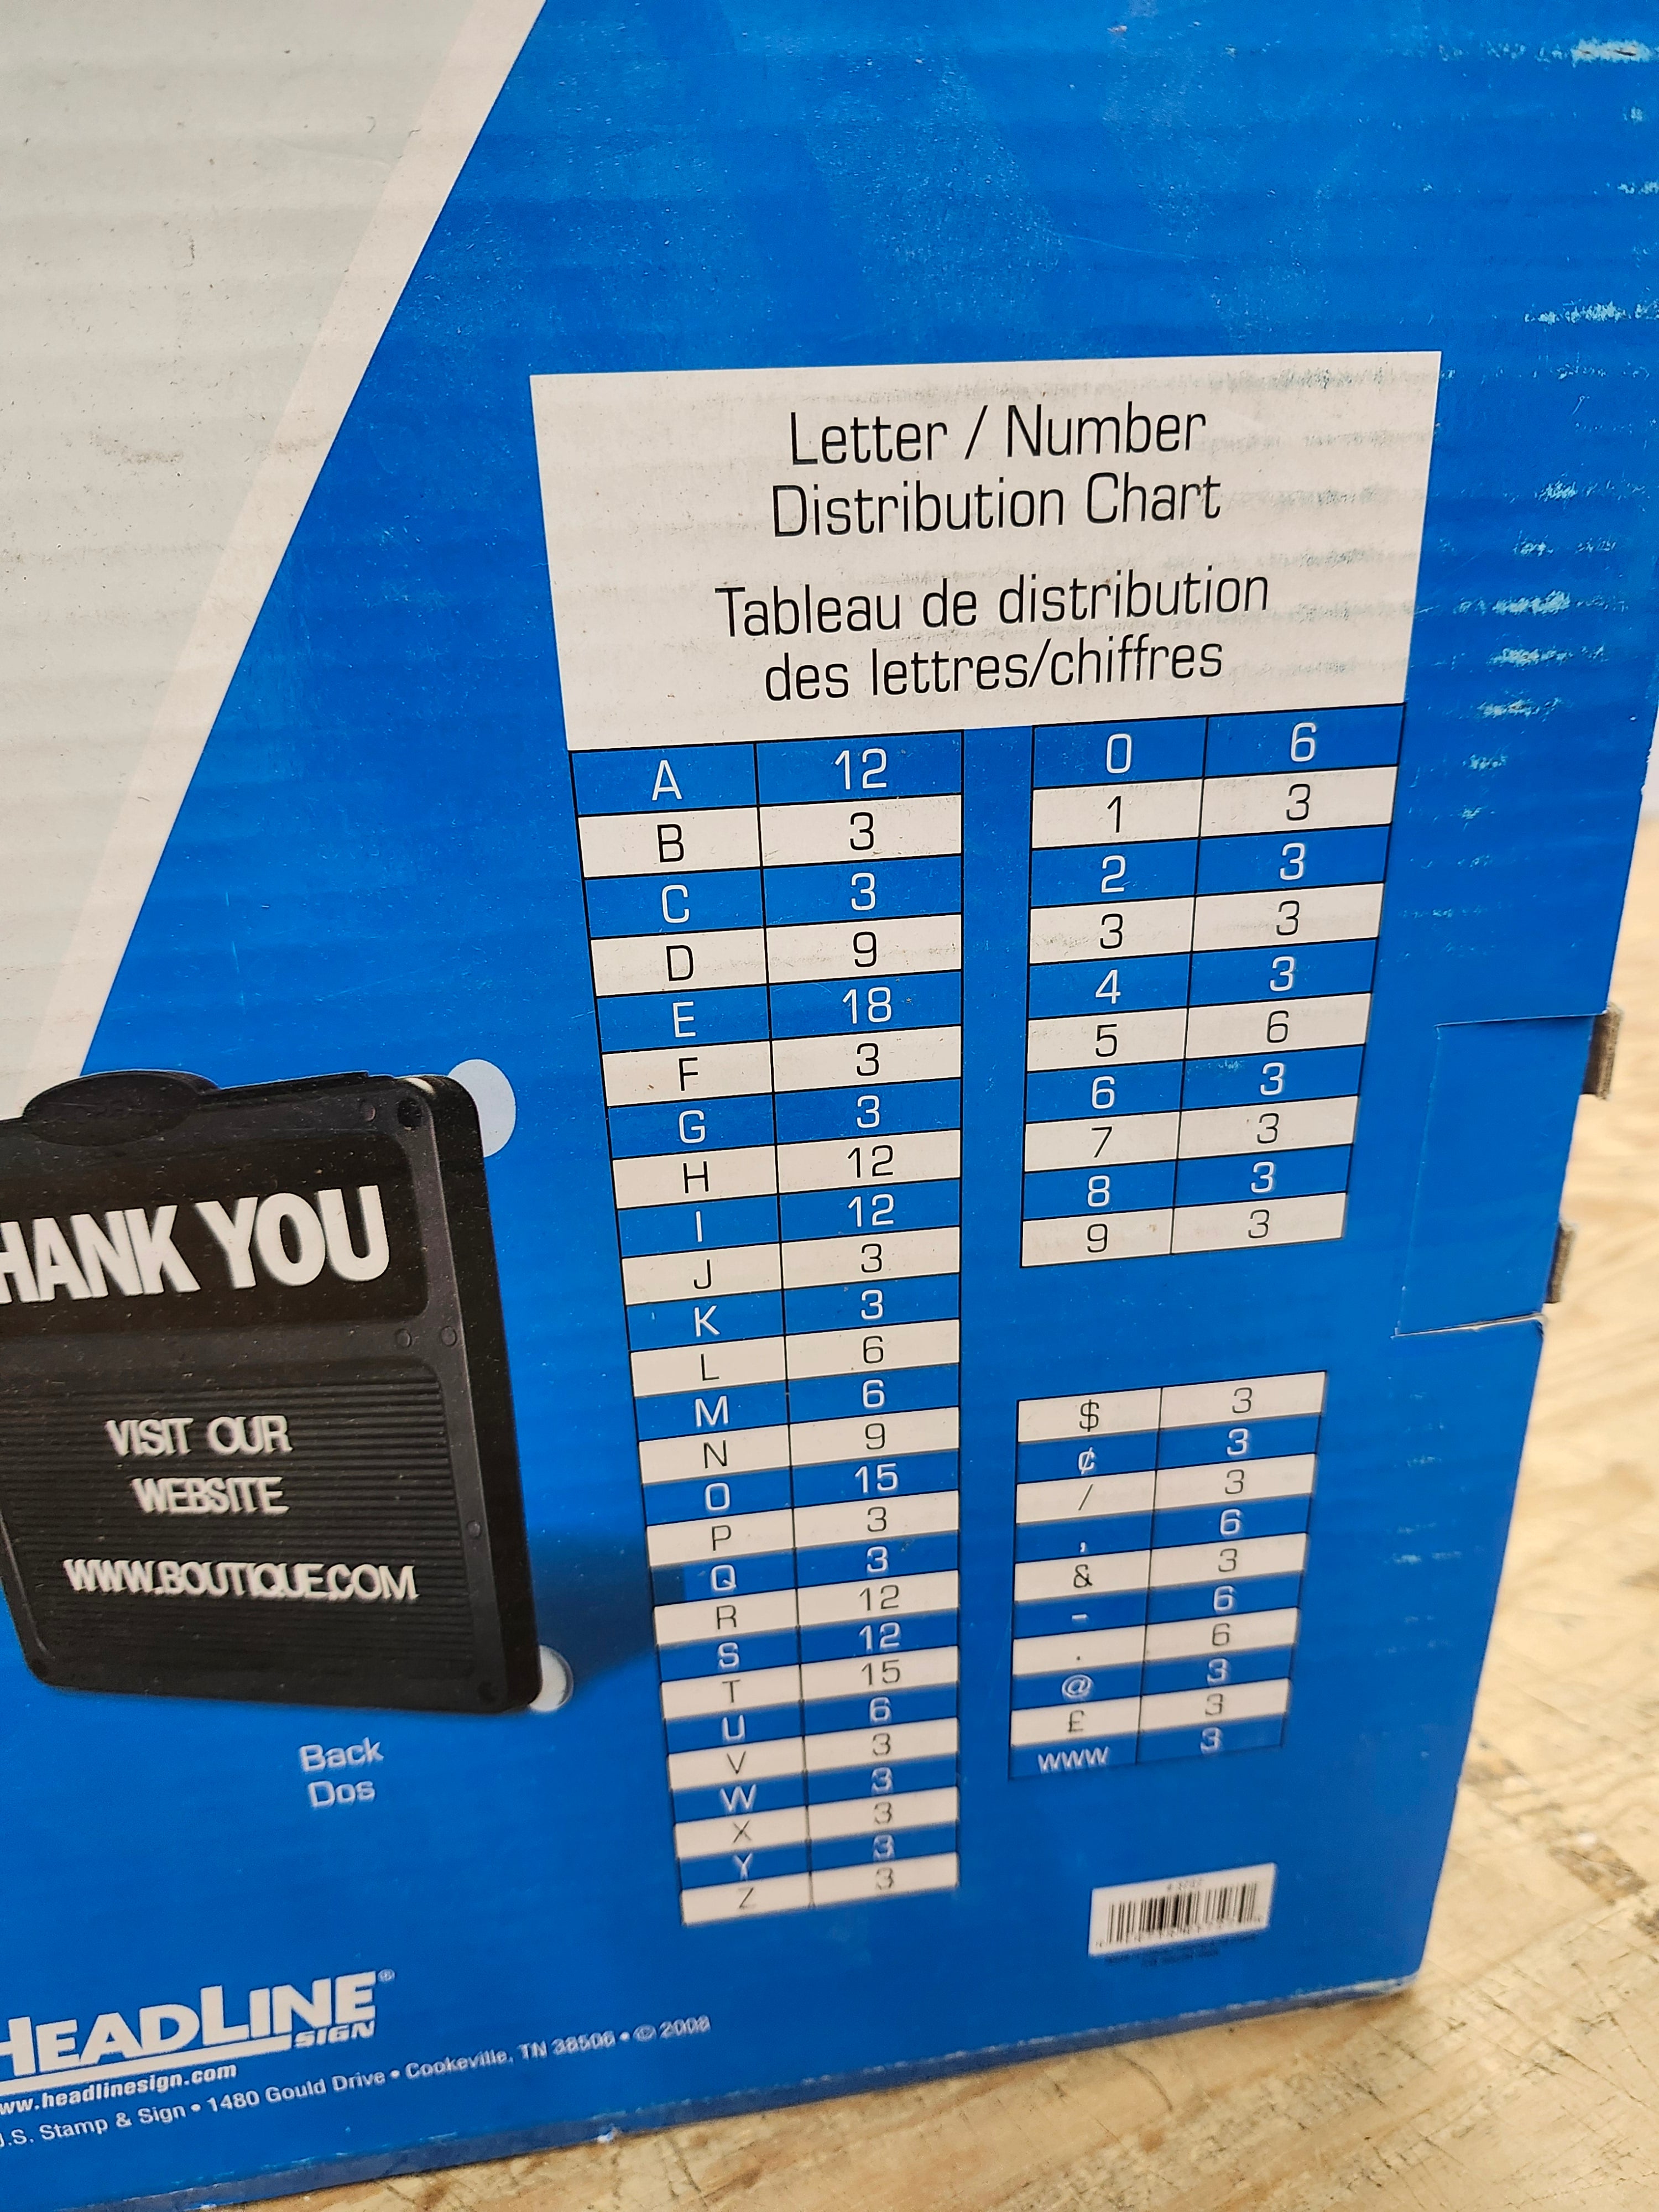 Letter / Number
Distribution Chart
Tableau de distribution
des lettres/chiffres
A 12
B 3
C 3
D 9
E 18
F 3
G 3
H 12
I 12
J 3
K 3
L 6
M 6
N 9
O 15
P 3
Q 3
R 12
S 12
T 15
U 6
V 3
W 3
X 3
Y 3
Z 3
0 6
1 3
2 3
3 3
4 3
5 6
6 3
7 3
8 3
9 3
$ 3
¢ 3
/ 3
, 6
& 3
- 6
. 6
@ 3
£ 3
www 3
HANK YOU
VISIT OUR
WEBSITE
WWW.BOUTIQUE.COM
Back
Dos
HEADLINE®
SIGN
ww.headlinesign.com
.S. Stamp & Sign • 1480 Gould Drive • Cookeville, TN 38506 • © 2008